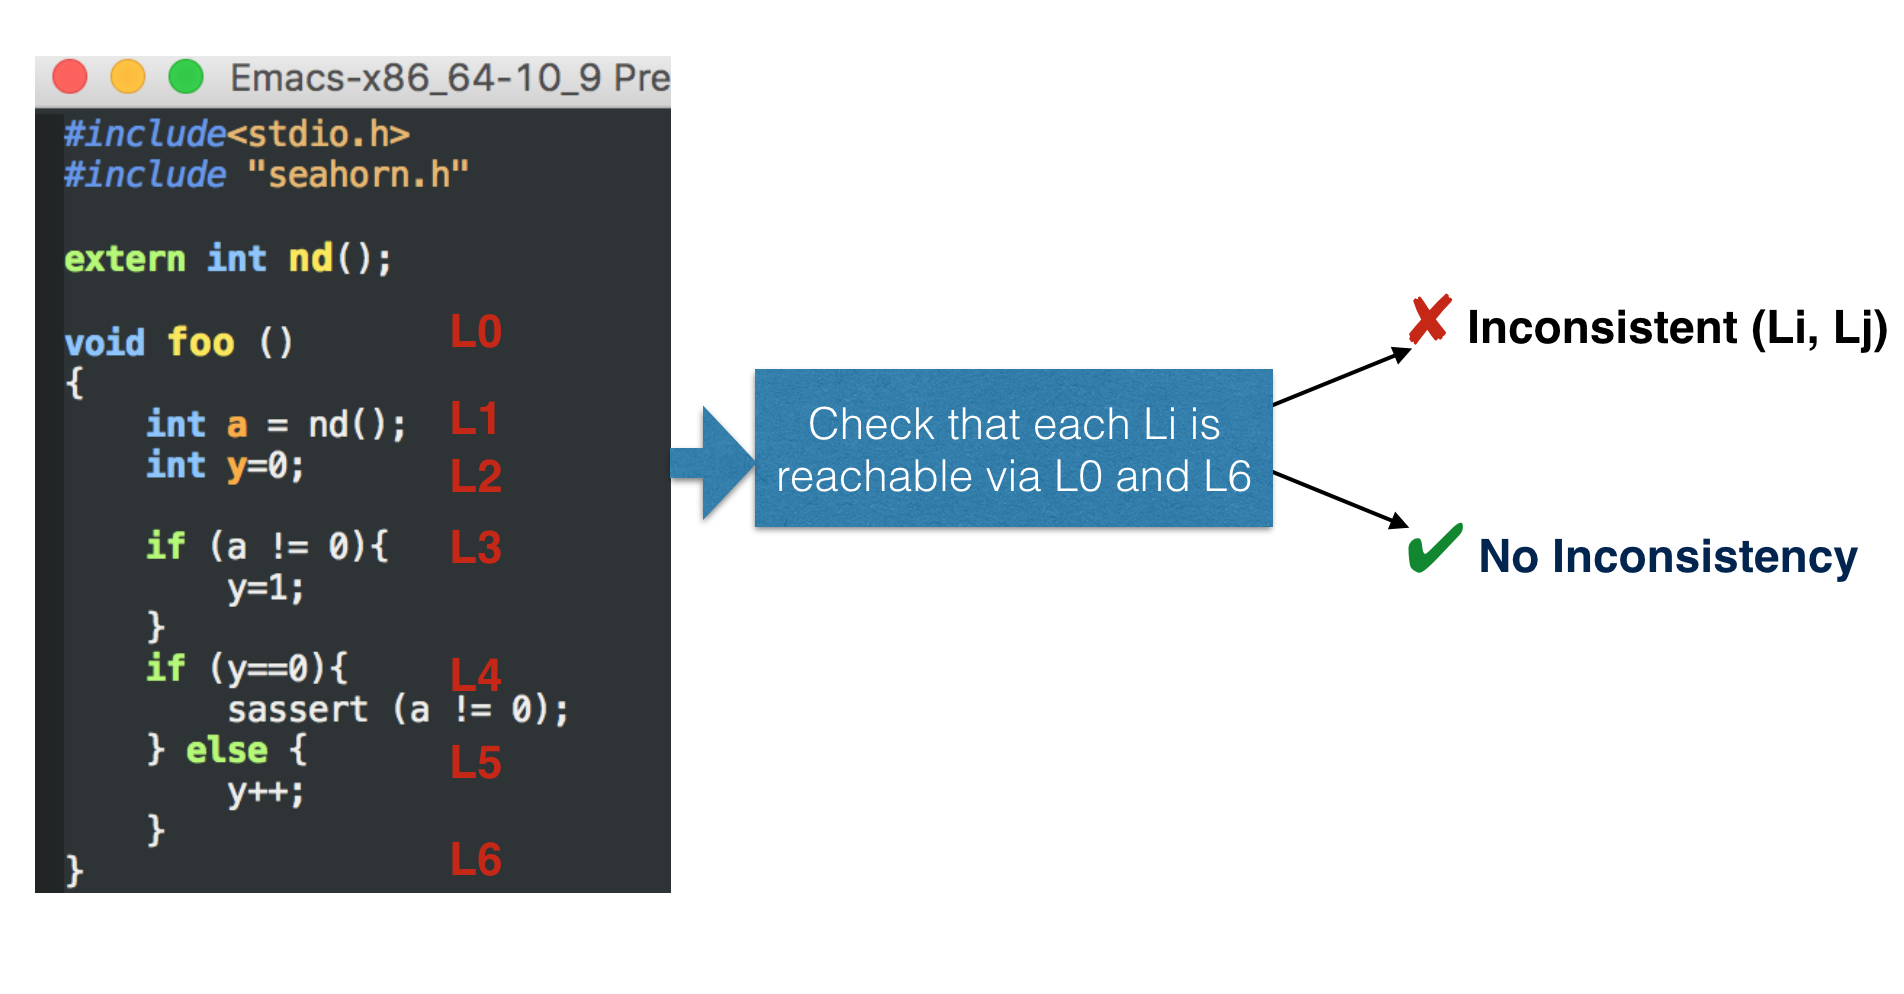 Emacs-x86_64-10_9 Pre
#include<stdio.h>
#include "seahorn.h"
extern int nd();
void foo () L0
{
int a = nd(); L1
int y=0; L2
if (a != 0){ L3
y=1;
}
if (y==0){ L4
sassert (a != 0);
} else { L5
y++;
}
} L6
Check that each Li is
reachable via L0 and L6
✘ Inconsistent (Li, Lj)
✔ No Inconsistency